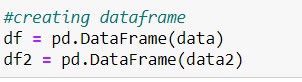 #creating dataframe
df = pd.DataFrame(data)
df2 = pd.DataFrame(data2)